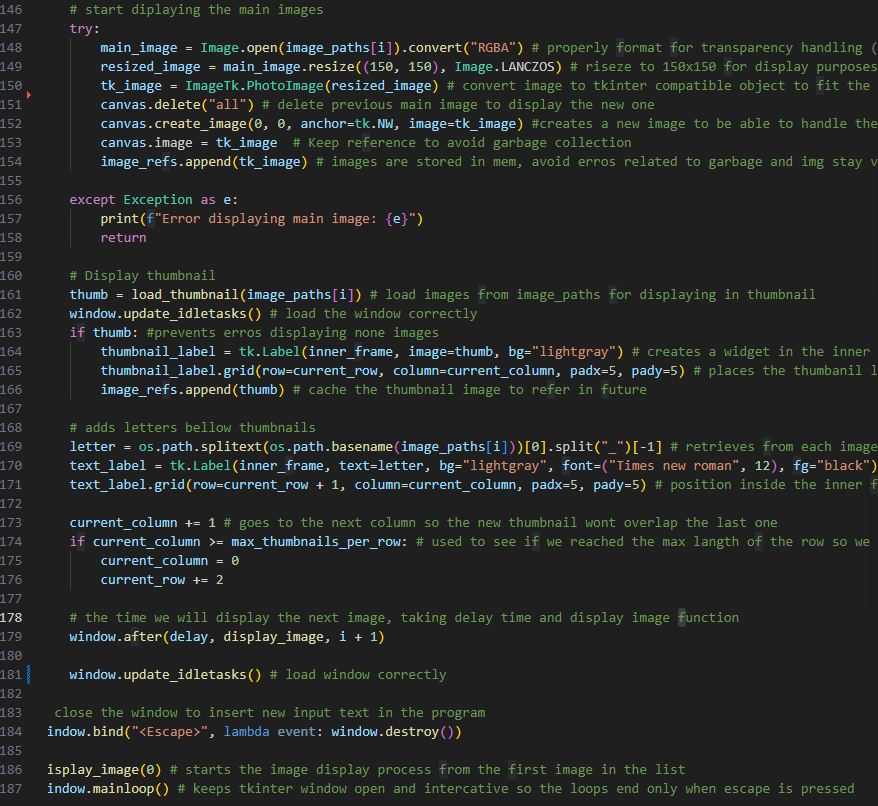 146 # start diplaying the main images
147 try:
148 main_image = Image.open(image_paths[i]).convert("RGBA") # properly format for transparency handling (
149 resized_image = main_image.resize((150, 150), Image.LANCZOS) # riseze to 150x150 for display purposes
150 tk_image = ImageTk.PhotoImage(resized_image) # convert image to tkinter compatible object to fit the
151 canvas.delete("all") # delete previous main image to display the new one
152 canvas.create_image(0, 0, anchor=tk.NW, image=tk_image) #creates a new image to be able to handle the
153 canvas.image = tk_image # Keep reference to avoid garbage collection
154 image_refs.append(tk_image) # images are stored in mem, avoid erros related to garbage and img stay v
155
156 except Exception as e:
157 print(f"Error displaying main image: {e}")
158 return
159
160 # Display thumbnail
161 thumb = load_thumbnail(image_paths[i]) # load images from image_paths for displaying in thumbnail
162 window.update_idletasks() # load the window correctly
163 if thumb: #prevents erros displaying none images
164 thumbnail_label = tk.Label(inner_frame, image=thumb, bg="lightgray") # creates a widget in the inner
165 thumbnail_label.grid(row=current_row, column=current_column, padx=5, pady=5) # places the thumbanil l
166 image_refs.append(thumb) # cache the thumbnail image to refer in future
167
168 # adds letters bellow thumbnails
169 letter = os.path.splitext(os.path.basename(image_paths[i]))[0].split("_")[-1] # retrieves from each image
170 text_label = tk.Label(inner_frame, text=letter, bg="lightgray", font=("Times new roman", 12), fg="black")
171 text_label.grid(row=current_row + 1, column=current_column, padx=5, pady=5) # position inside the inner f
172
173 current_column += 1 # goes to the next column so the new thumbnail wont overlap the last one
174 if current_column >= max_thumbnails_per_row: # used to see if we reached the max langth of the row so we
175 current_column = 0
176 current_row += 2
177
178 # the time we will display the next image, taking delay time and display image function
179 window.after(delay, display_image, i + 1)
180
181 window.update_idletasks() # load window correctly
182
183 close the window to insert new input text in the program
184 indow.bind("<Escape>", lambda event: window.destroy())
185
186 isplay_image(0) # starts the image display process from the first image in the list
187 indow.mainloop() # keeps tkinter window open and intercative so the loops end only when escape is pressed